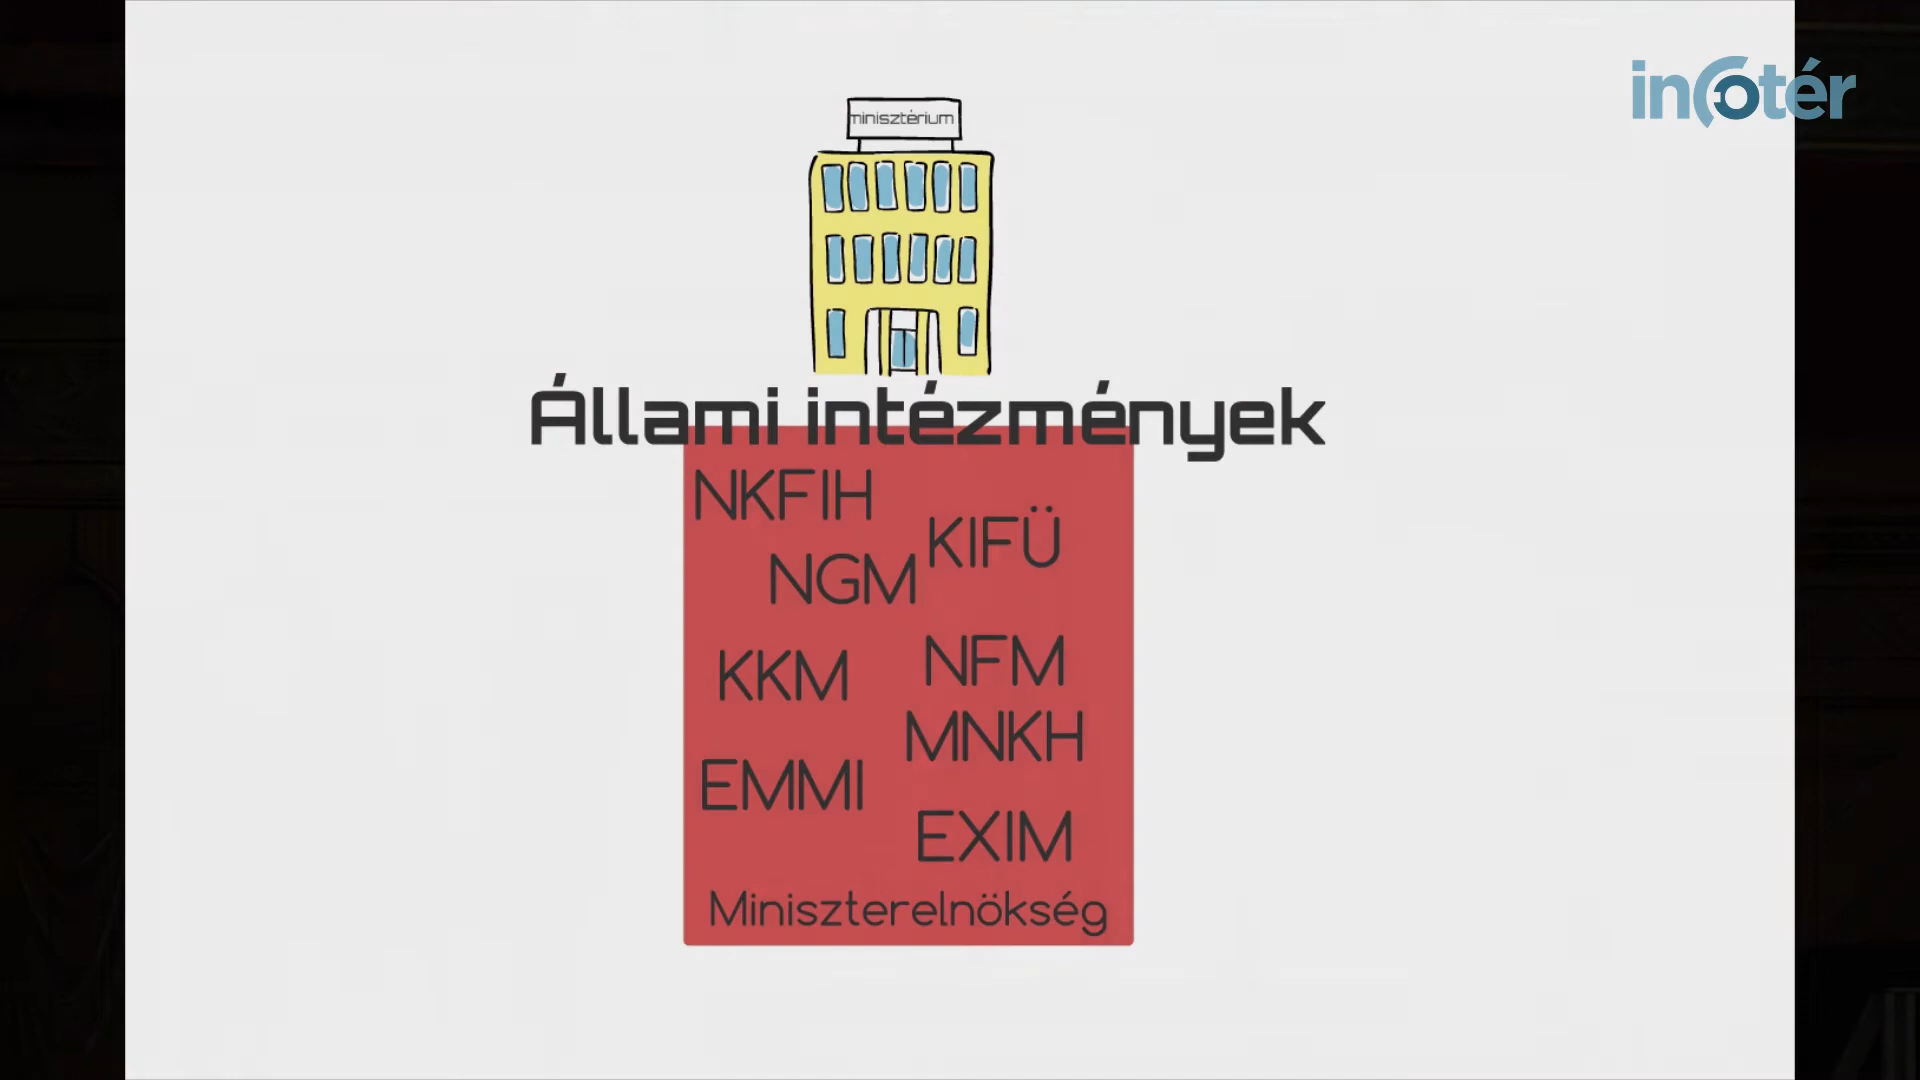 infotér
minisztérium
Állami intézmények
NKFIH
KIFÜ
NGM
NFM
KKM
MNKH
EMMI
EXIM
Miniszterelnökség